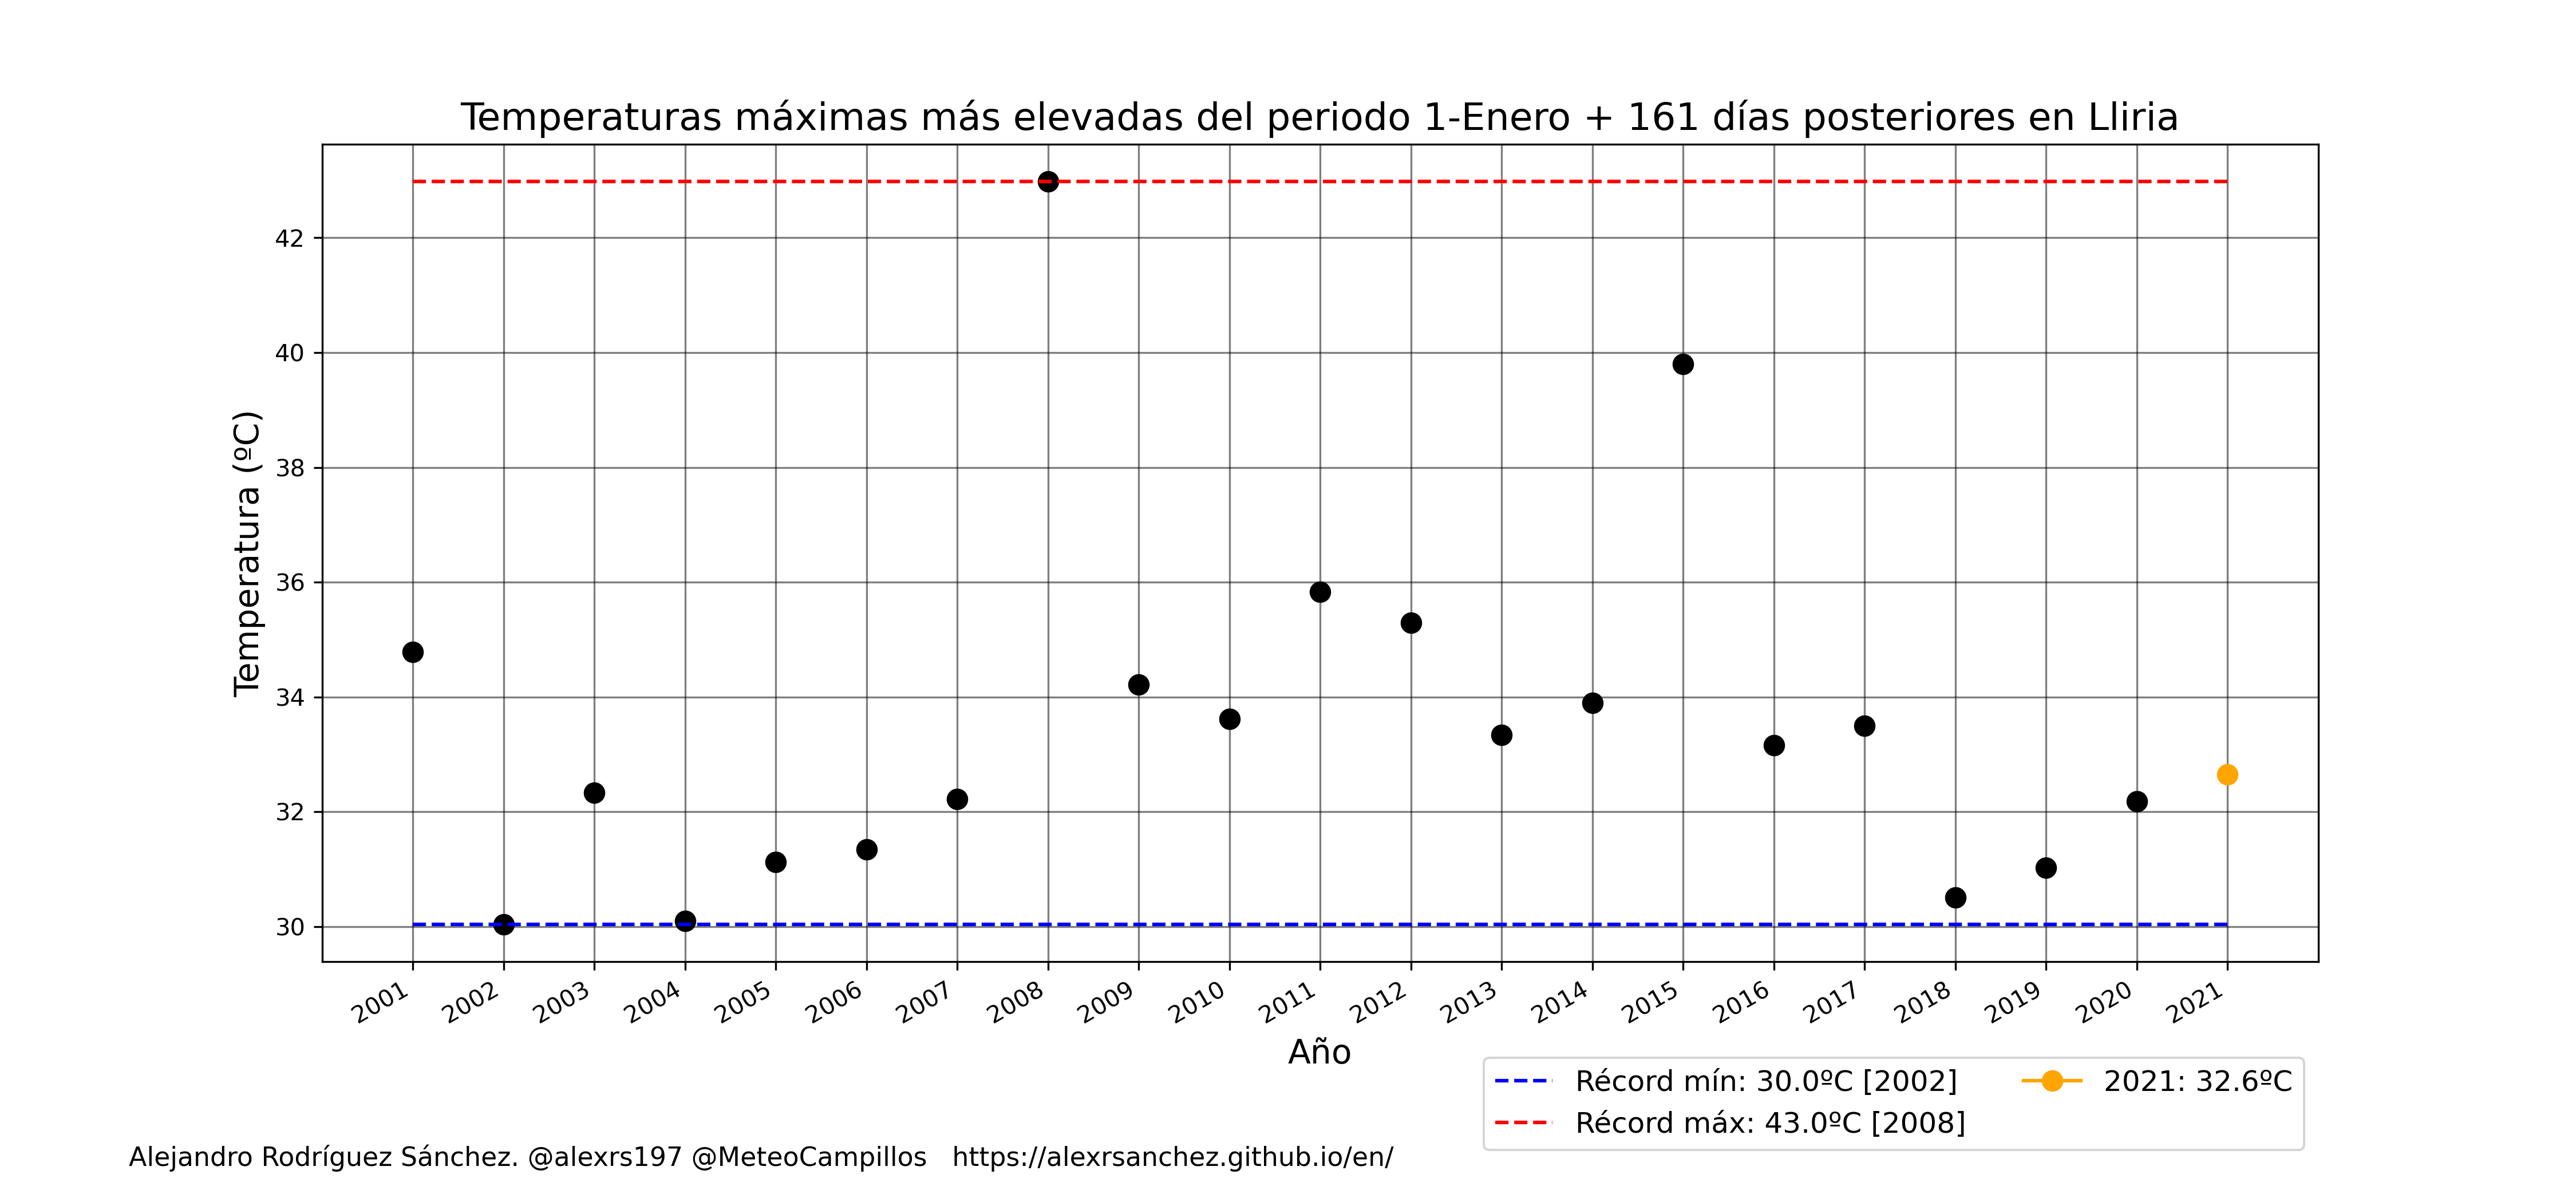 Temperaturas máximas más elevadas del periodo 1-Enero + 161 días posteriores en Lliria
Temperatura (ºC)
42
40
38
36
34
32
30
2001 2002 2003 2004 2005 2006 2007 2008 2009 2010 2011 2012 2013 2014 2015 2016 2017 2018 2019 2020 2021
Año
Récord mín: 30.0ºC [2002]
Récord máx: 43.0ºC [2008]
2021: 32.6ºC
Alejandro Rodríguez Sánchez. @alexrs197 @MeteoCampillos https://alexrsanchez.github.io/en/